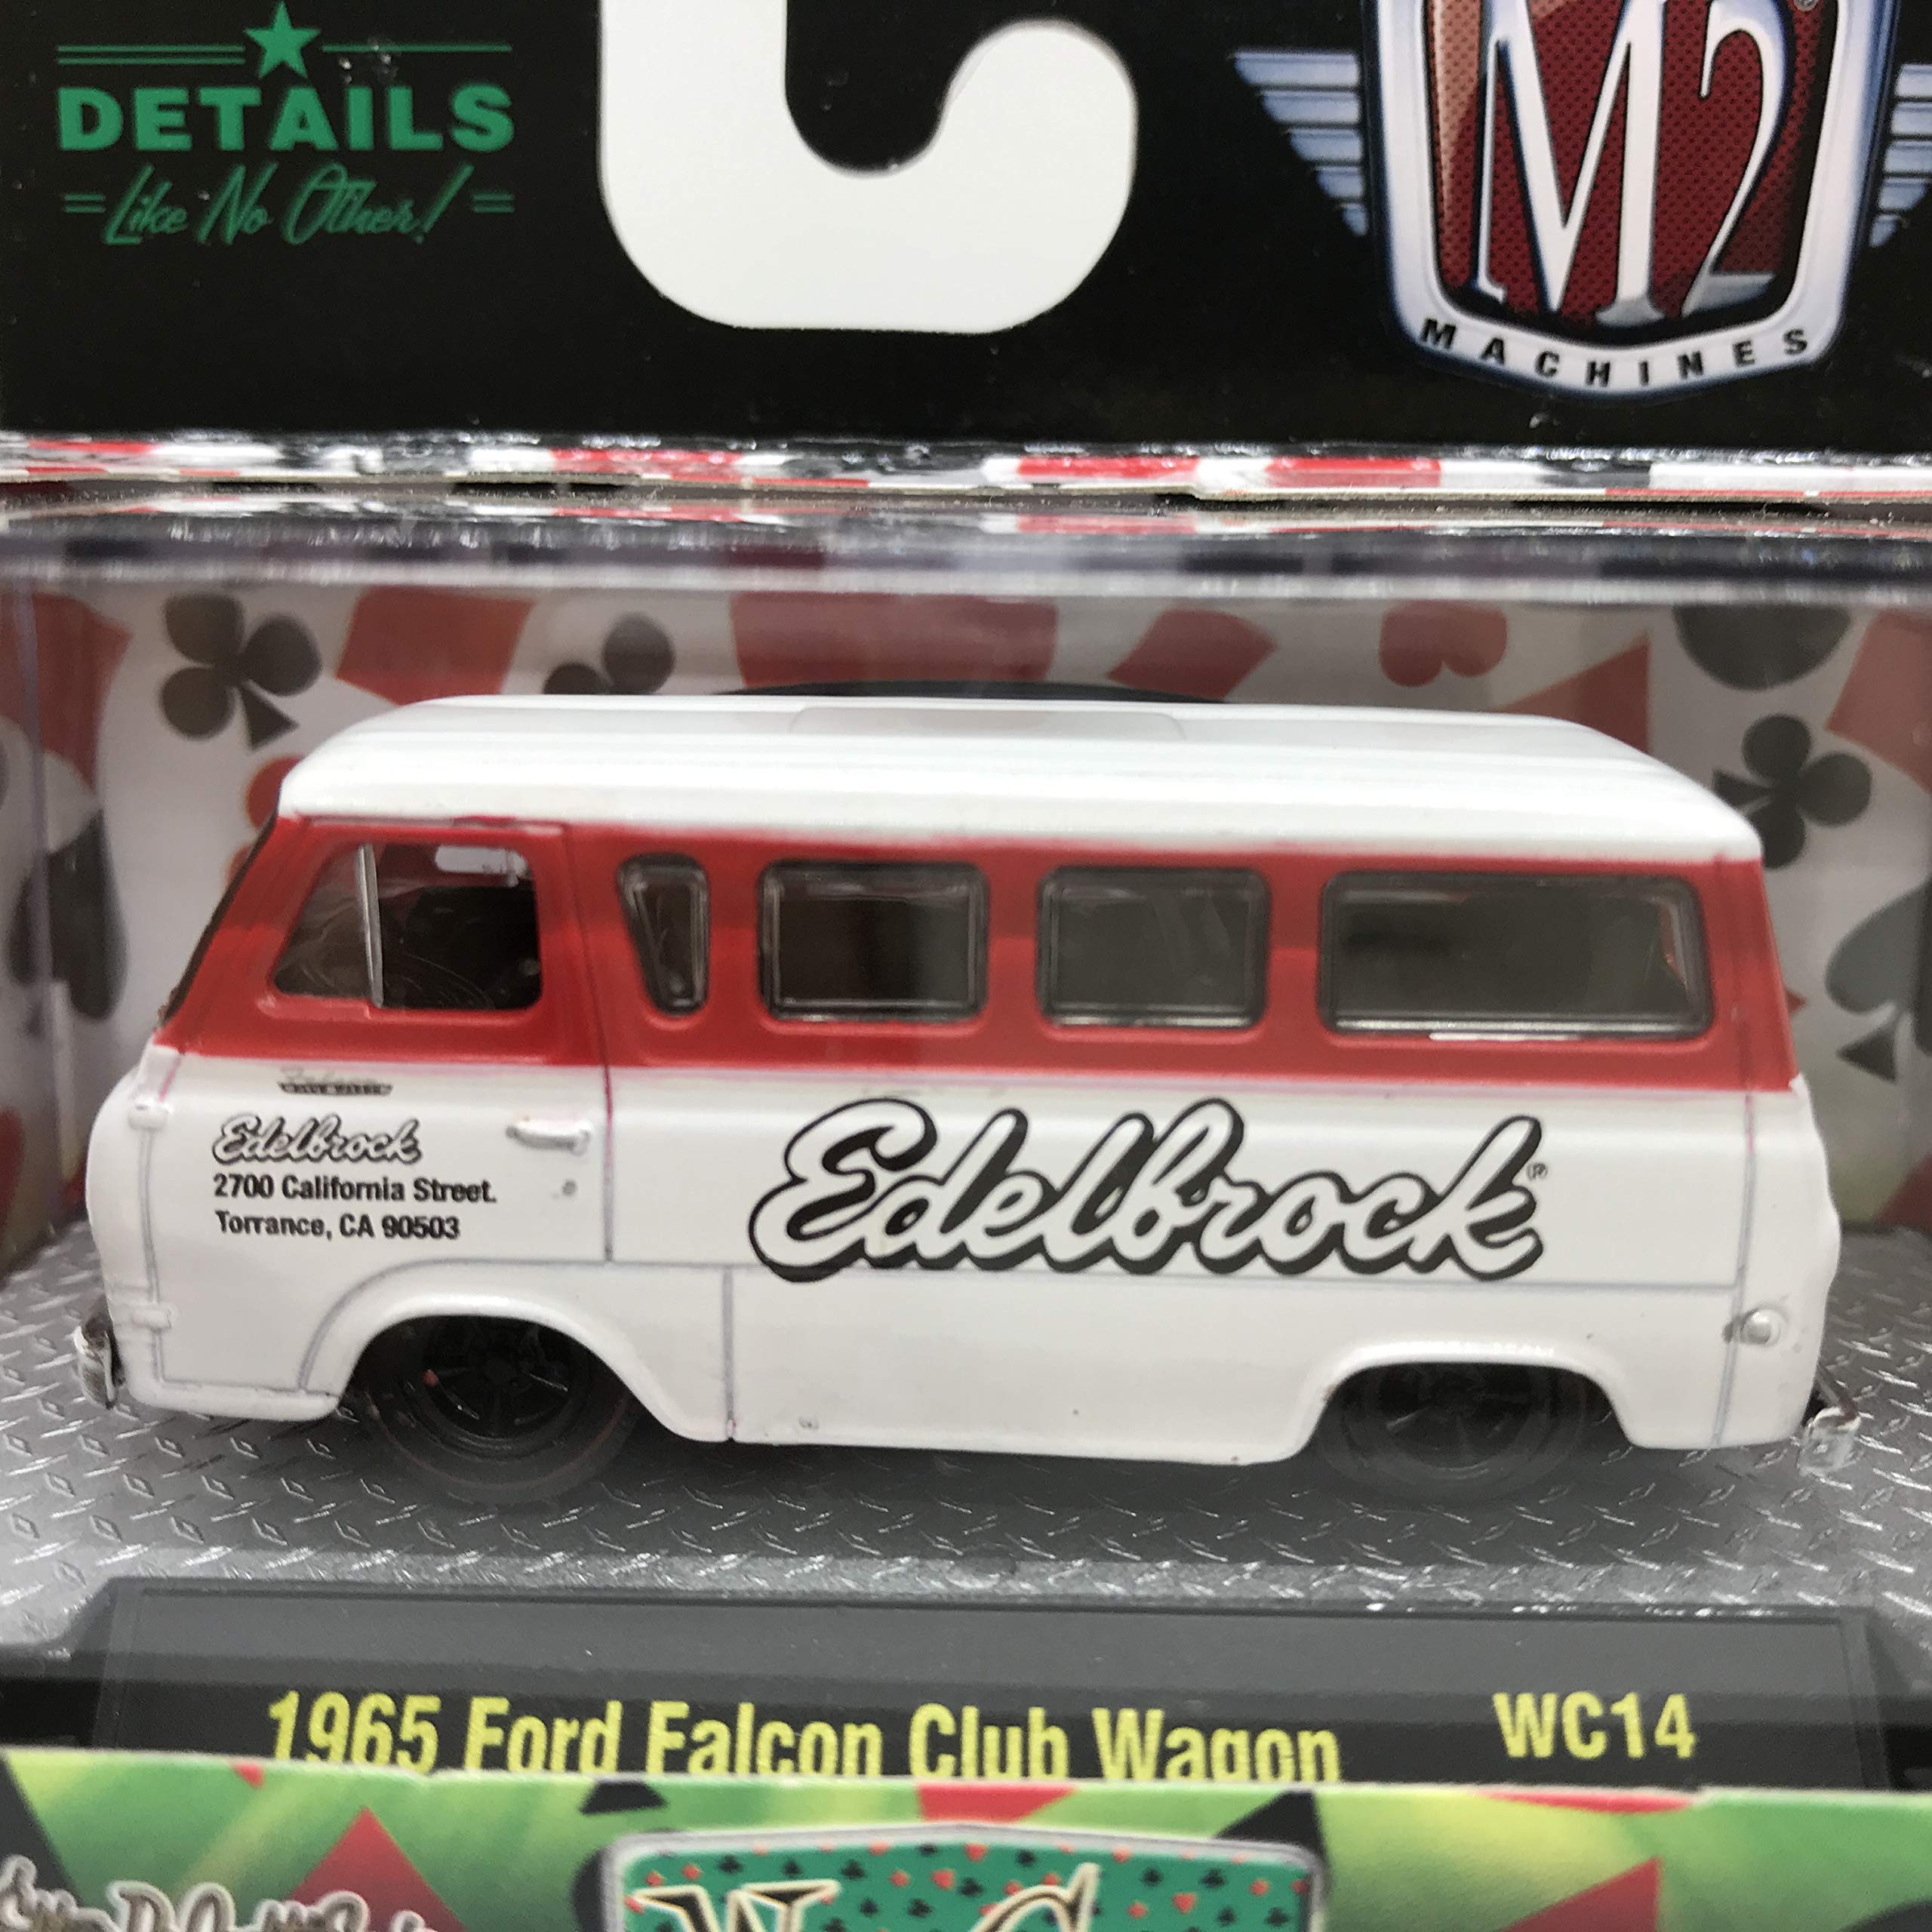 DETAILS
Like No Other!
M2
MACHINES
Edelbrock
2700 California Street.
Torrance, CA 90503
Edelbrock®
1965 Ford Falcon Club Wagon WC14